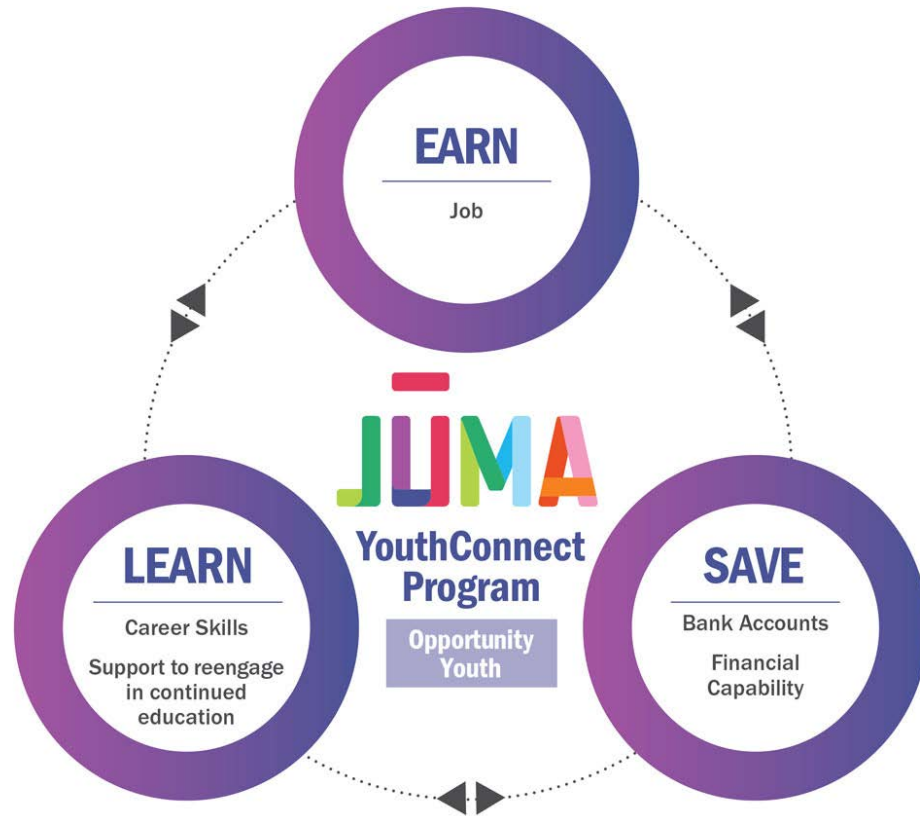 EARN
Job
JŪMA
YouthConnect
Program
Opportunity
Youth
LEARN
Career Skills
Support to reengage
in continued
education
SAVE
Bank Accounts
Financial
Capability